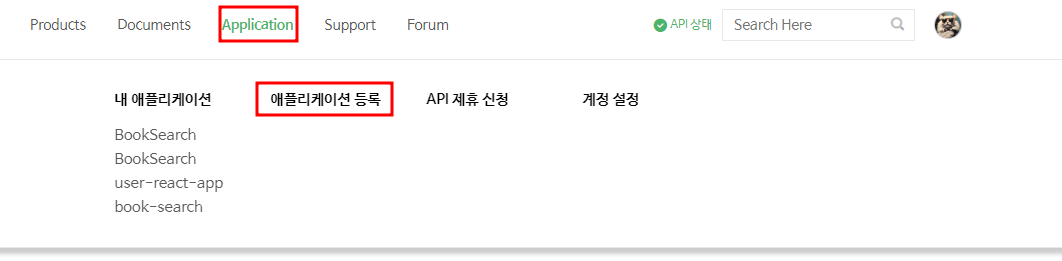 Products Documents Application Support Forum API 상태 Search Here
내 애플리케이션 애플리케이션 등록 API 제휴 신청 계정 설정
BookSearch
BookSearch
user-react-app
book-search